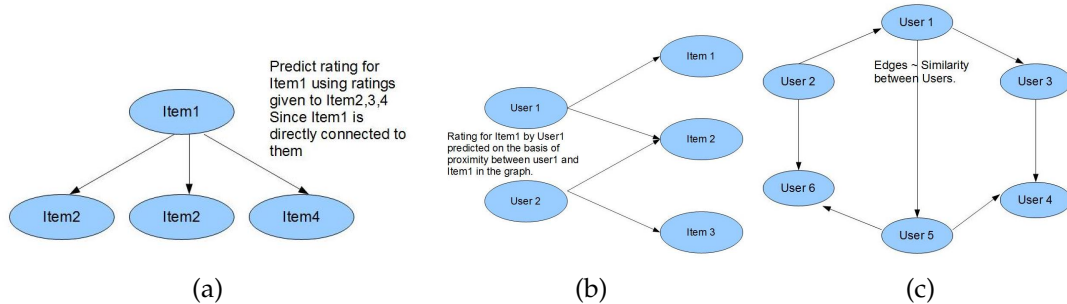 Predict rating for
Item1 using ratings
given to Item2,3,4
Since Item1 is
directly connected to
them
Item1
Item2
Item2
Item4
(a)
Item 1
User 1
Item 2
Rating for Item1 by User1
predicted on the basis of
proximity between user1 and
Item1 in the graph.
User 2
Item 3
(b)
User 1
Edges ~ Similarity
between Users.
User 2
User 3
User 6
User 4
User 5
(c)